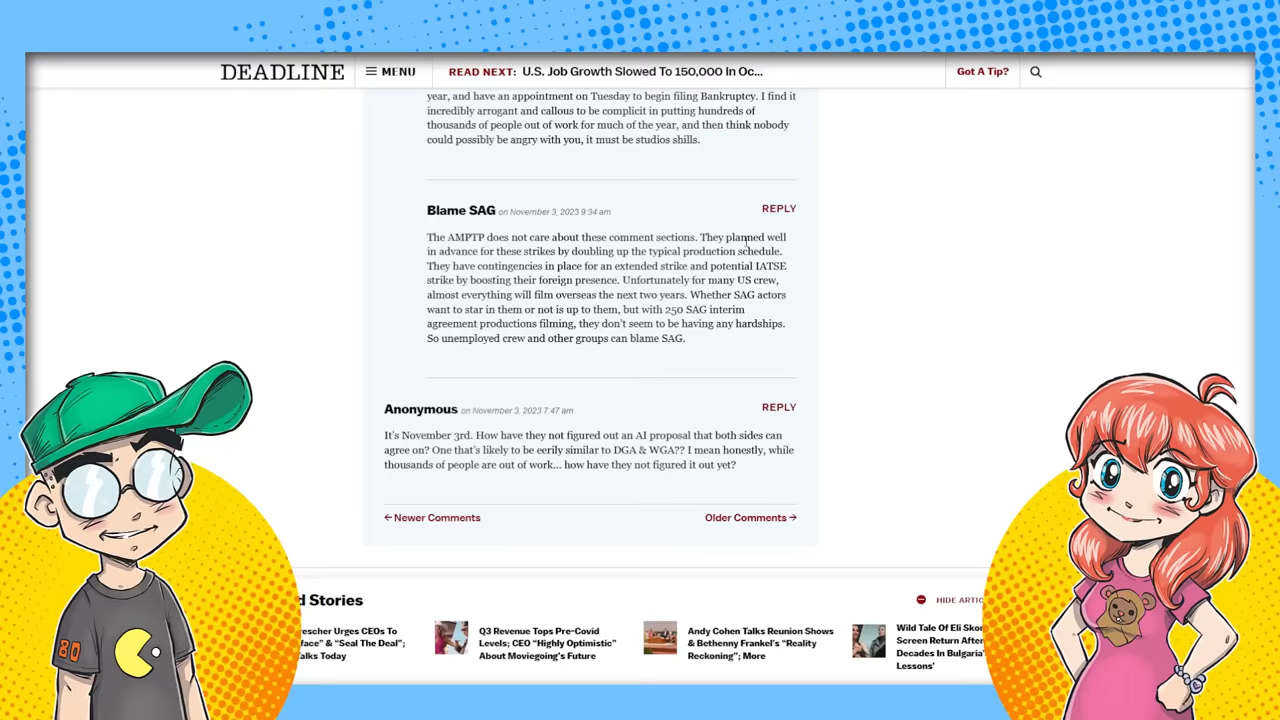 DEADLINE
MENU
READ NEXT: U.S. Job Growth Slowed To 150,000 In Oc...
Got A Tip?
year, and have an appointment on Tuesday to begin filing Bankruptcy. I find it
incredibly arrogant and callous to be complicit in putting hundreds of
thousands of people out of work for much of the year, and then think nobody
could possibly be angry with you, it must be studios shills.
Blame SAG on November 3, 2023 9:34 am
REPLY
The AMPTP does not care about these comment sections. They planned well
in advance for these strikes by doubling up the typical production schedule.
They have contingencies in place for an extended strike and potential IATSE
strike by boosting their foreign presence. Unfortunately for many US crew,
almost everything will film overseas the next two years. Whether SAG actors
want to star in them or not is up to them, but with 250 SAG interim
agreement productions filming, they don't seem to be having any hardships.
So unemployed crew and other groups can blame SAG.
Anonymous on November 3, 2023 7:47 am
REPLY
It's November 3rd. How have they not figured out an AI proposal that both sides can
agree on? One that's likely to be eerily similar to DGA & WGA?? I mean honestly, while
thousands of people are out of work... how have they not figured it out yet?
← Newer Comments
Older Comments →
d Stories
HIDE ARTIC
rescher Urges CEOs To
face" & "Seal The Deal";
alks Today
Q3 Revenue Tops Pre-Covid
Levels; CEO "Highly Optimistic"
About Moviegoing's Future
Andy Cohen Talks Reunion Shows
& Bethenny Frankel's "Reality
Reckoning"; More
Wild Tale Of Eli Skor
Screen Return After
Decades In Bulgaria'
Lessons'
80